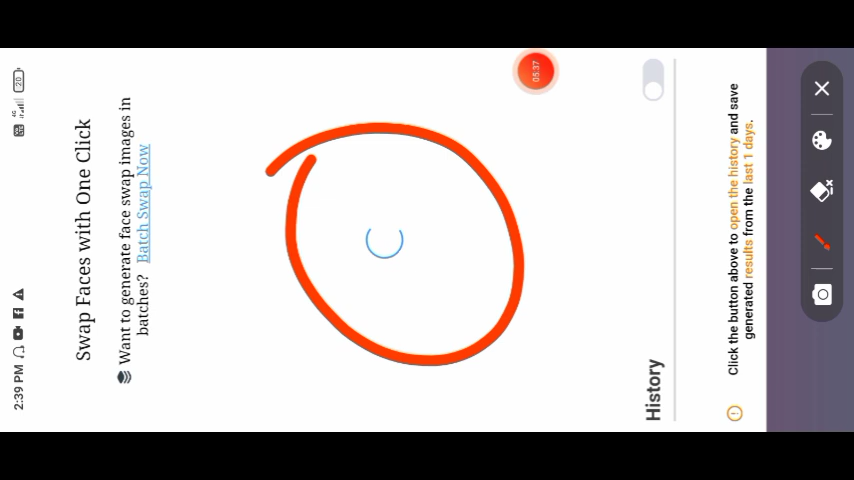 2:39 PM
4G
20
Swap Faces with One Click
Want to generate face swap images in
batches? Batch Swap Now
05:37
History
Click the button above to open the history and save
generated results from the last 1 days.